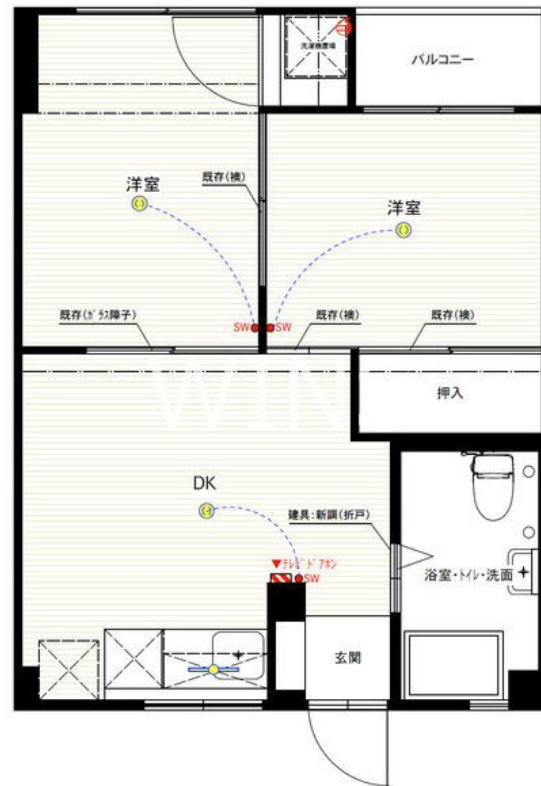 洗濯機置場
バルコニー
洋室
既存(襖)
洋室
既存(ガラス障子)
SW
SW
既存(襖)
既存(襖)
WIN
押入
DK
建具:新調(折戸)
▼テレビドアホン
SW
浴室・トイレ・洗面
玄関